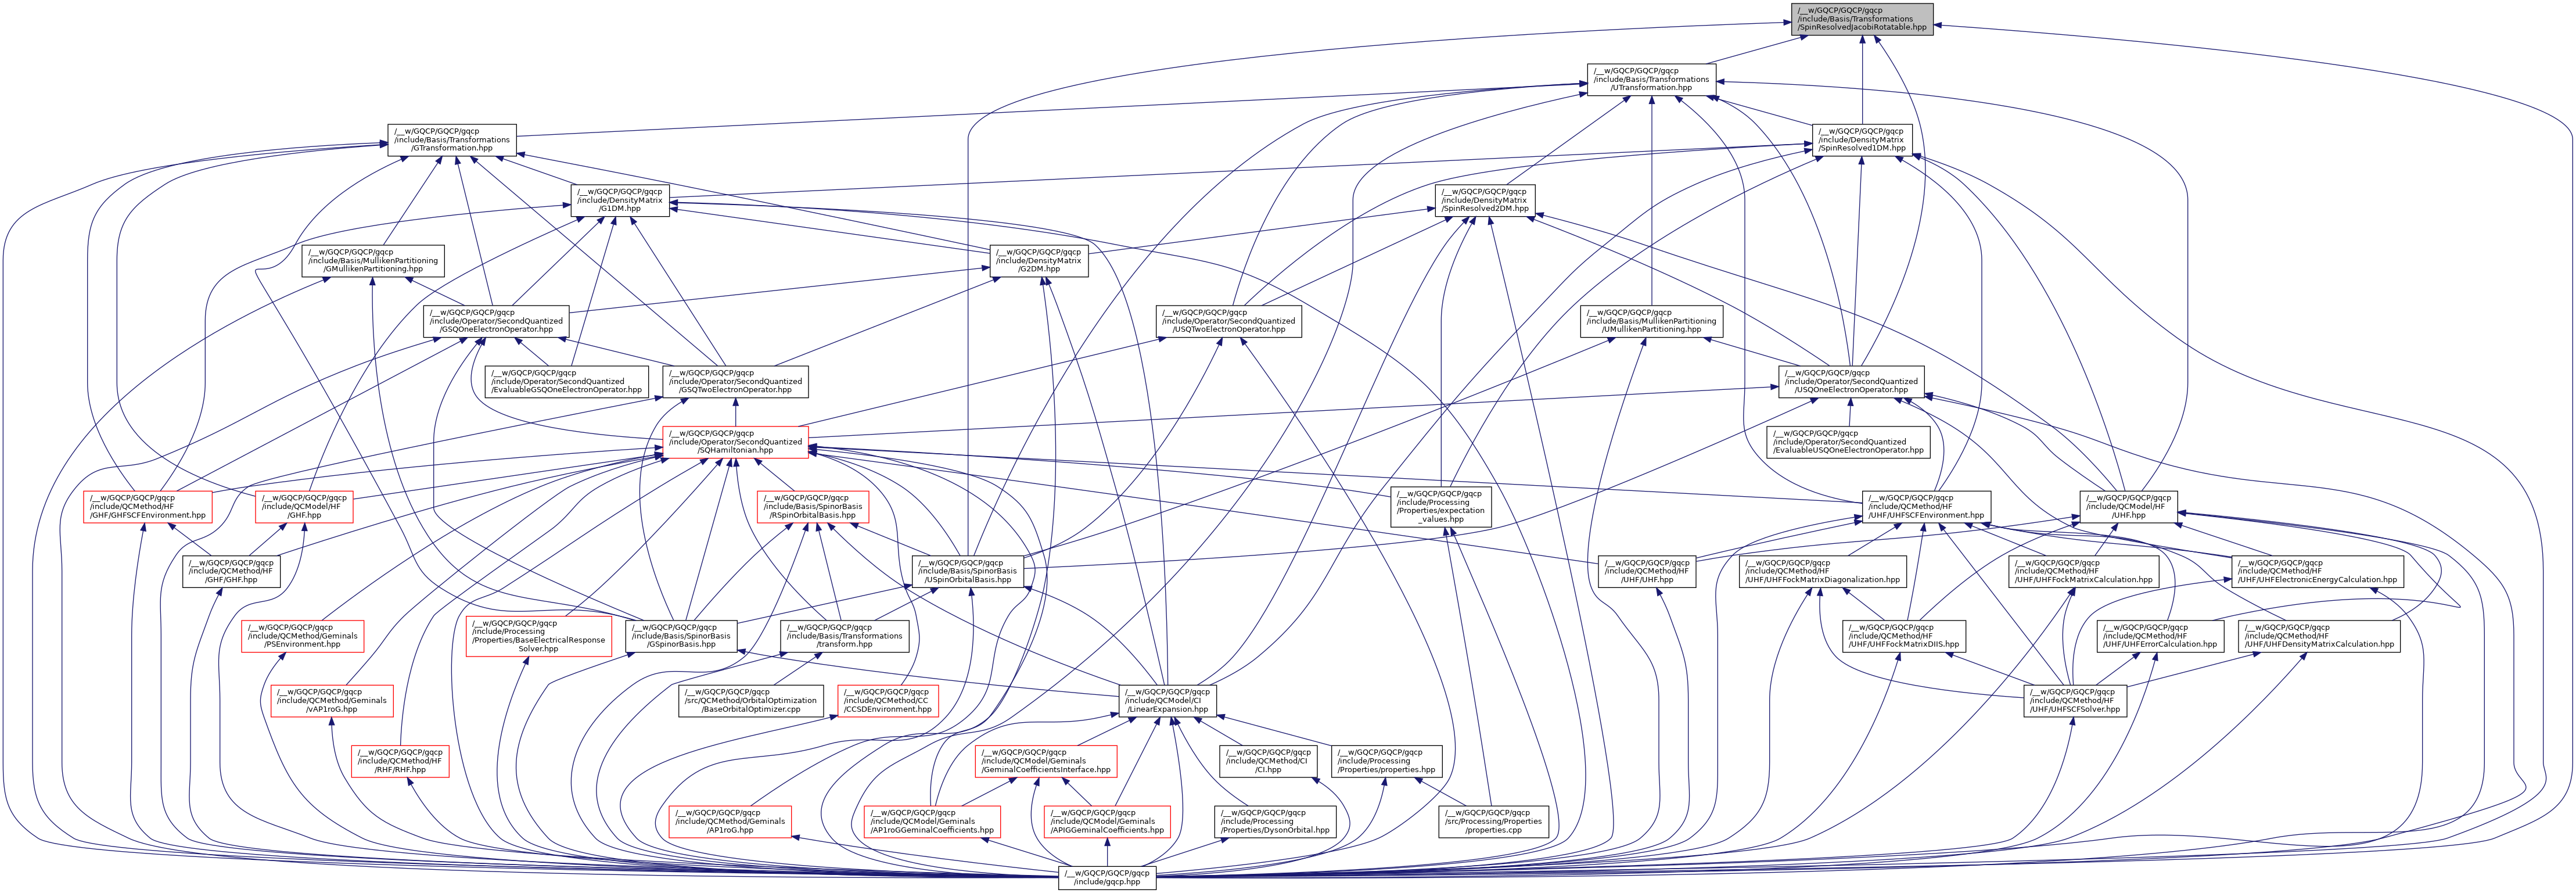 /__w/GQCP/GQCP/gqcp
/include/Basis/Transformations
/SpinResolvedJacobiRotatable.hpp
/__w/GQCP/GQCP/gqcp
/include/Basis/Transformations
/UTransformation.hpp
/__w/GQCP/GQCP/gqcp
/include/Basis/Transformations
/GTransformation.hpp
/__w/GQCP/GQCP/gqcp
/include/DensityMatrix
/SpinResolved1DM.hpp
/__w/GQCP/GQCP/gqcp
/include/DensityMatrix
/G1DM.hpp
/__w/GQCP/GQCP/gqcp
/include/DensityMatrix
/SpinResolved2DM.hpp
/__w/GQCP/GQCP/gqcp
/include/Basis/MullikenPartitioning
/GMullikenPartitioning.hpp
/__w/GQCP/GQCP/gqcp
/include/DensityMatrix
/G2DM.hpp
/__w/GQCP/GQCP/gqcp
/include/Operator/SecondQuantized
/GSQOneElectronOperator.hpp
/__w/GQCP/GQCP/gqcp
/include/Operator/SecondQuantized
/USQTwoElectronOperator.hpp
/__w/GQCP/GQCP/gqcp
/include/Basis/MullikenPartitioning
/UMullikenPartitioning.hpp
/__w/GQCP/GQCP/gqcp
/include/Operator/SecondQuantized
/EvaluableGSQOneElectronOperator.hpp
/__w/GQCP/GQCP/gqcp
/include/Operator/SecondQuantized
/GSQTwoElectronOperator.hpp
/__w/GQCP/GQCP/gqcp
/include/Operator/SecondQuantized
/USQOneElectronOperator.hpp
/__w/GQCP/GQCP/gqcp
/include/Operator/SecondQuantized
/SQHamiltonian.hpp
/__w/GQCP/GQCP/gqcp
/include/Operator/SecondQuantized
/EvaluableUSQOneElectronOperator.hpp
/__w/GQCP/GQCP/gqcp
/include/QCMethod/HF
/GHF/GHFSCFEnvironment.hpp
/__w/GQCP/GQCP/gqcp
/include/QCModel/HF
/GHF.hpp
/__w/GQCP/GQCP/gqcp
/include/Basis/SpinorBasis
/RSpinOrbitalBasis.hpp
/__w/GQCP/GQCP/gqcp
/include/Processing
/Properties/expectation
_values.hpp
/__w/GQCP/GQCP/gqcp
/include/QCMethod/HF
/UHF/UHFSCFEnvironment.hpp
/__w/GQCP/GQCP/gqcp
/include/QCModel/HF
/UHF.hpp
/__w/GQCP/GQCP/gqcp
/include/QCMethod/HF
/GHF/GHF.hpp
/__w/GQCP/GQCP/gqcp
/include/Basis/SpinorBasis
/USpinOrbitalBasis.hpp
/__w/GQCP/GQCP/gqcp
/include/QCMethod/HF
/UHF/UHF.hpp
/__w/GQCP/GQCP/gqcp
/include/QCMethod/HF
/UHF/UHFFockMatrixDiagonalization.hpp
/__w/GQCP/GQCP/gqcp
/include/QCMethod/HF
/UHF/UHFFockMatrixCalculation.hpp
/__w/GQCP/GQCP/gqcp
/include/QCMethod/HF
/UHF/UHFElectronicEnergyCalculation.hpp
/__w/GQCP/GQCP/gqcp
/include/QCMethod/Geminals
/PSEnvironment.hpp
/__w/GQCP/GQCP/gqcp
/include/Processing
/Properties/BaseElectricalResponse
Solver.hpp
/__w/GQCP/GQCP/gqcp
/include/Basis/SpinorBasis
/GSpinorBasis.hpp
/__w/GQCP/GQCP/gqcp
/include/Basis/Transformations
/transform.hpp
/__w/GQCP/GQCP/gqcp
/include/QCMethod/HF
/UHF/UHFFockMatrixDIIS.hpp
/__w/GQCP/GQCP/gqcp
/include/QCMethod/HF
/UHF/UHFErrorCalculation.hpp
/__w/GQCP/GQCP/gqcp
/include/QCMethod/HF
/UHF/UHFDensityMatrixCalculation.hpp
/__w/GQCP/GQCP/gqcp
/include/QCMethod/Geminals
/vAP1roG.hpp
/__w/GQCP/GQCP/gqcp
/src/QCMethod/OrbitalOptimization
/BaseOrbitalOptimizer.cpp
/__w/GQCP/GQCP/gqcp
/include/QCMethod/CC
/CCSDEnvironment.hpp
/__w/GQCP/GQCP/gqcp
/include/QCModel/CI
/LinearExpansion.hpp
/__w/GQCP/GQCP/gqcp
/include/QCMethod/HF
/UHF/UHFSCFSolver.hpp
/__w/GQCP/GQCP/gqcp
/include/QCMethod/HF
/RHF/RHF.hpp
/__w/GQCP/GQCP/gqcp
/include/QCModel/Geminals
/GeminalCoefficientsInterface.hpp
/__w/GQCP/GQCP/gqcp
/include/QCMethod/CI
/CI.hpp
/__w/GQCP/GQCP/gqcp
/include/Processing
/Properties/properties.hpp
/__w/GQCP/GQCP/gqcp
/include/QCMethod/Geminals
/AP1roG.hpp
/__w/GQCP/GQCP/gqcp
/include/QCModel/Geminals
/AP1roGGeminalCoefficients.hpp
/__w/GQCP/GQCP/gqcp
/include/QCModel/Geminals
/APIGGeminalCoefficients.hpp
/__w/GQCP/GQCP/gqcp
/include/Processing
/Properties/DysonOrbital.hpp
/__w/GQCP/GQCP/gqcp
/src/Processing/Properties
/properties.cpp
/__w/GQCP/GQCP/gqcp
/include/gqcp.hpp